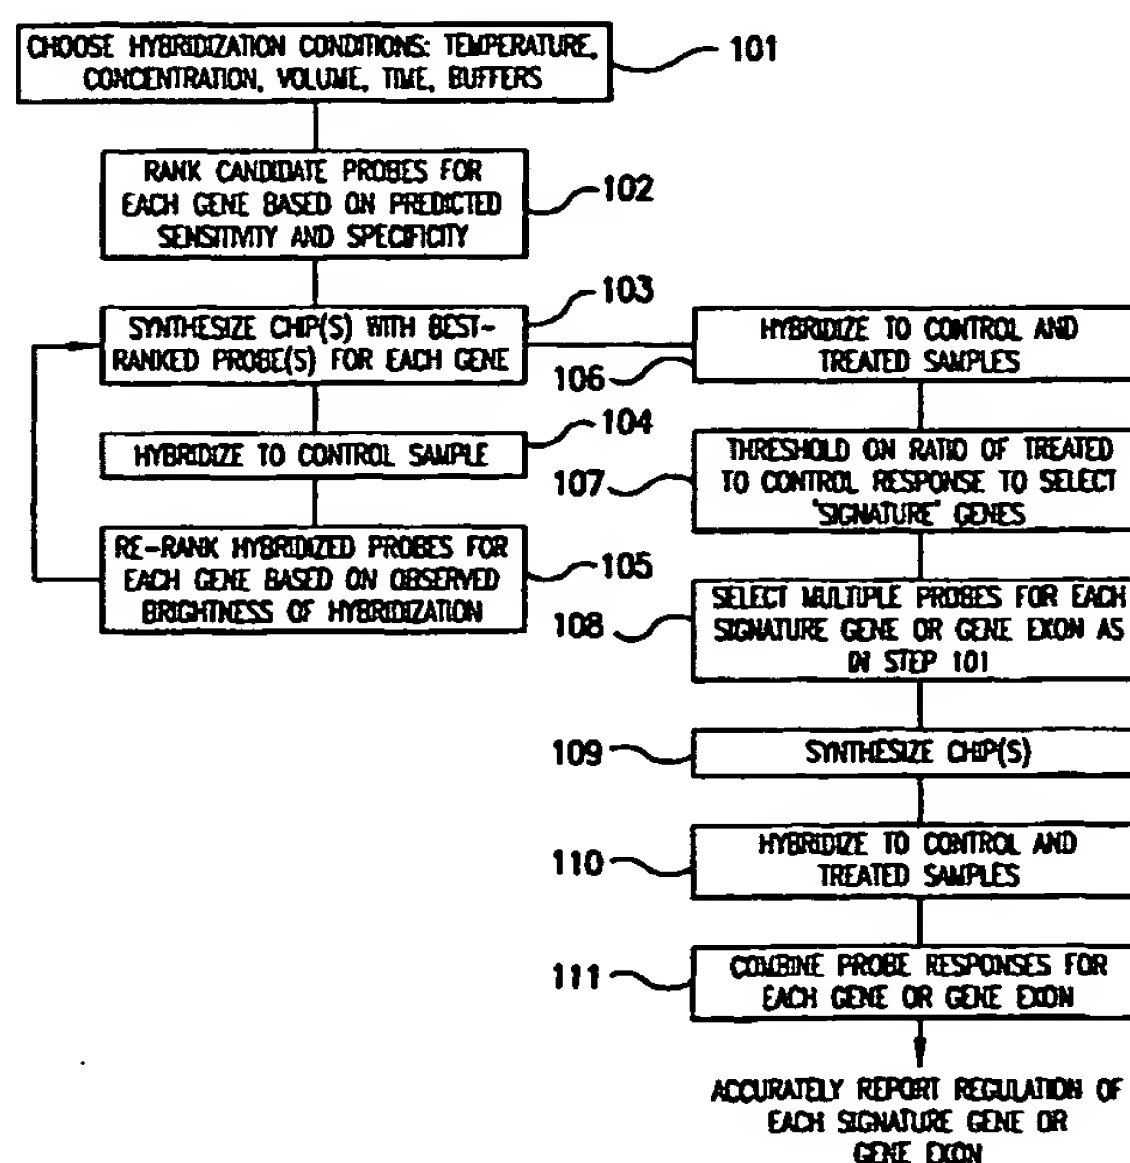 CHOOSE HYBRIDIZATION CONDITIONS: TEMPERATURE,
CONCENTRATION, VOLUME, TIME, BUFFERS
101
RANK CANDIDATE PROBES FOR
EACH GENE BASED ON PREDICTED
SENSITIVITY AND SPECIFICITY
102
SYNTHESIZE CHIP(S) WITH BEST-
RANKED PROBE(S) FOR EACH GENE
103
HYBRIDIZE TO CONTROL SAMPLE
104
RE-RANK HYBRIDIZED PROBES FOR
EACH GENE BASED ON OBSERVED
BRIGHTNESS OF HYBRIDIZATION
105
HYBRIDIZE TO CONTROL AND
TREATED SAMPLES
106
THRESHOLD ON RATIO OF TREATED
TO CONTROL RESPONSE TO SELECT
'SIGNATURE' GENES
107
SELECT MULTIPLE PROBES FOR EACH
SIGNATURE GENE OR GENE EXON AS
IN STEP 101
108
SYNTHESIZE CHIP(S)
109
HYBRIDIZE TO CONTROL AND
TREATED SAMPLES
110
COMBINE PROBE RESPONSES FOR
EACH GENE OR GENE EXON
111
ACCURATELY REPORT REGULATION OF
EACH SIGNATURE GENE OR
GENE EXON